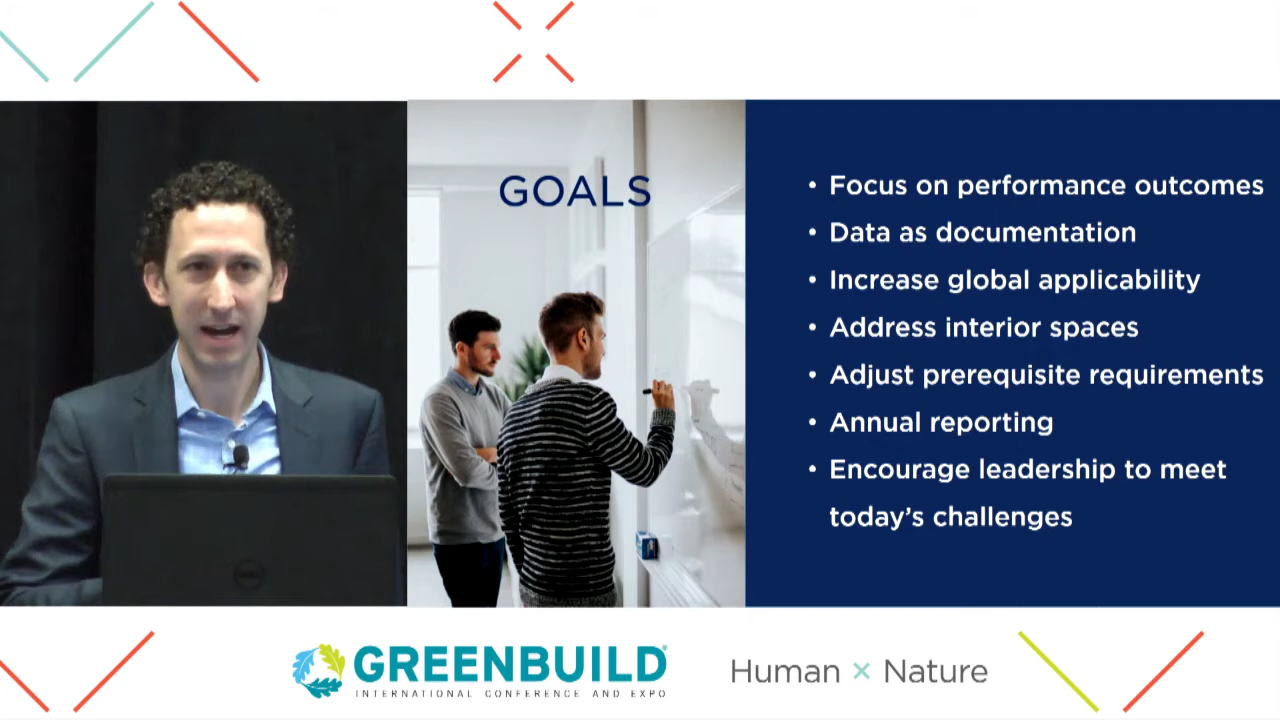 GOALS
• Focus on performance outcomes
• Data as documentation
• Increase global applicability
• Address interior spaces
• Adjust prerequisite requirements
• Annual reporting
• Encourage leadership to meet
today's challenges
GREENBUILD
INTERNATIONAL CONFERENCE AND EXPO
Human × Nature